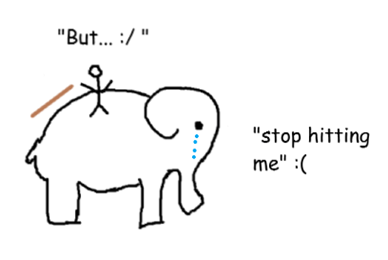 "But... :/ "
"stop hitting
me" :(